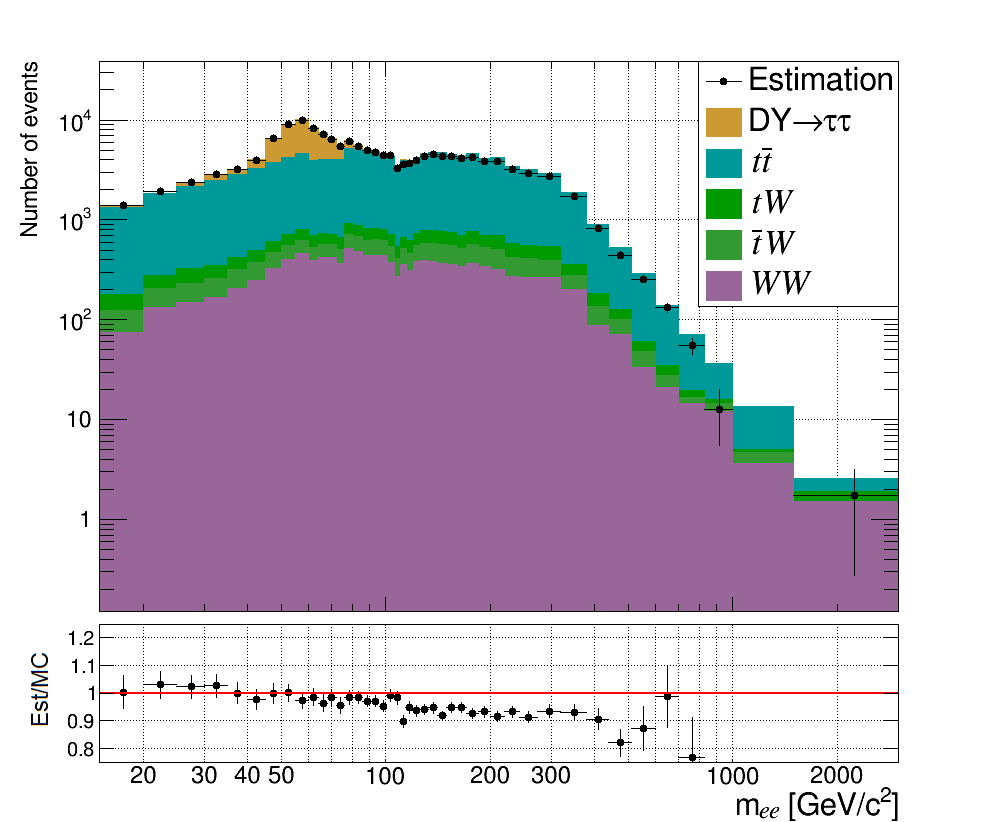 Number of events
10⁴
10³
10²
10
1
Estimation
DY→ττ
tt̄
tW
t̄W
WW
Est/MC
1.2
1.1
1
0.9
0.8
20 30 40 50 100 200 300 1000 2000
mₑₑ [GeV/c²]